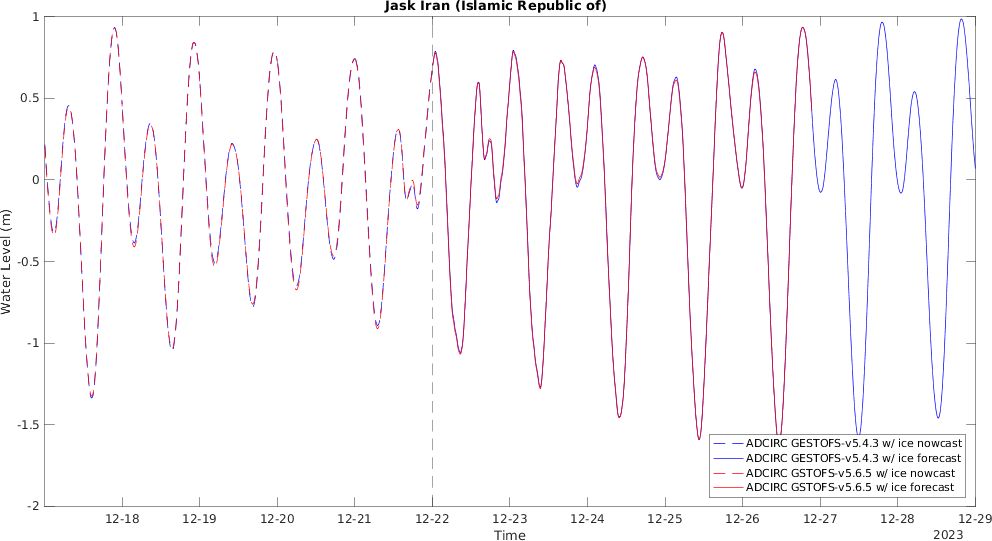 Jask Iran (Islamic Republic of)
1
0.5
0
-0.5
-1
-1.5
-2
Water Level (m)
ADCIRC GESTOFS-v5.4.3 w/ ice nowcast
ADCIRC GESTOFS-v5.4.3 w/ ice forecast
ADCIRC GSTOFS-v5.6.5 w/ ice nowcast
ADCIRC GSTOFS-v5.6.5 w/ ice forecast
12-18 12-19 12-20 12-21 12-22 12-23 12-24 12-25 12-26 12-27 12-28 12-29
Time
2023